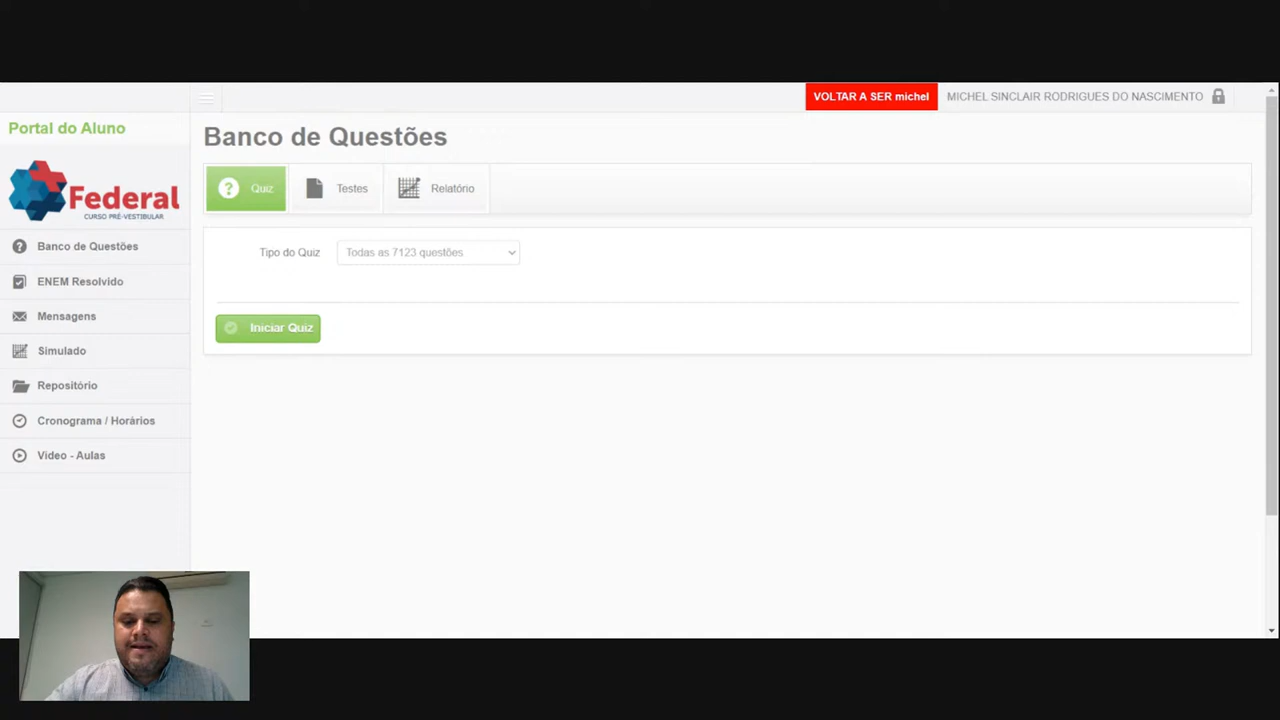 VOLTAR A SER michel
MICHEL SINCLAIR RODRIGUES DO NASCIMENTO
Portal do Aluno
Federal
CURSO PRÉ-VESTIBULAR
Banco de Questões
ENEM Resolvido
Mensagens
Simulado
Repositório
Cronograma / Horários
Video - Aulas
Banco de Questões
Quiz
Testes
Relatório
Tipo do Quiz
Todas as 7123 questões
Iniciar Quiz